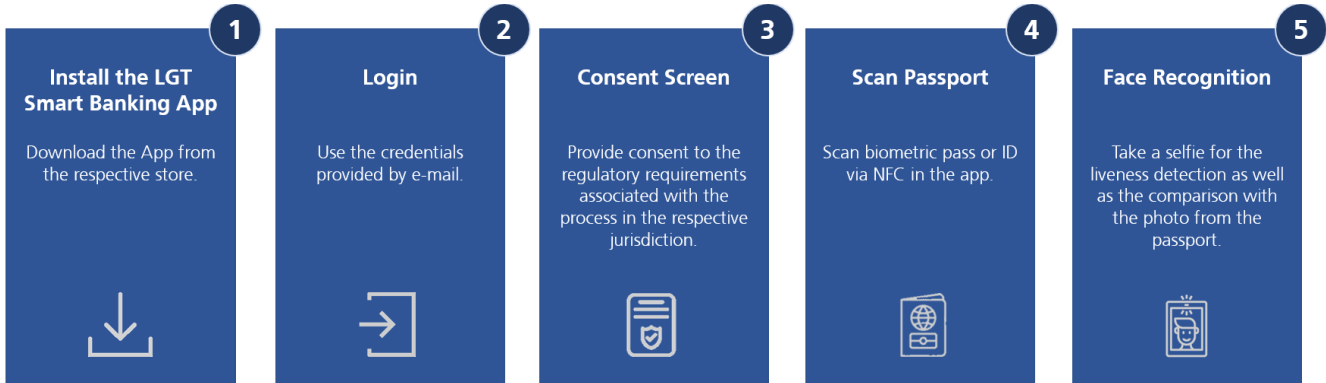 1
Install the LGT
Smart Banking App
Download the App from
the respective store.
2
Login
Use the credentials
provided by e-mail.
3
Consent Screen
Provide consent to the
regulatory requirements
associated with the
process in the respective
jurisdiction.
4
Scan Passport
Scan biometric pass or ID
via NFC in the app.
5
Face Recognition
Take a selfie for the
liveness detection as well
as the comparison with
the photo from the
passport.